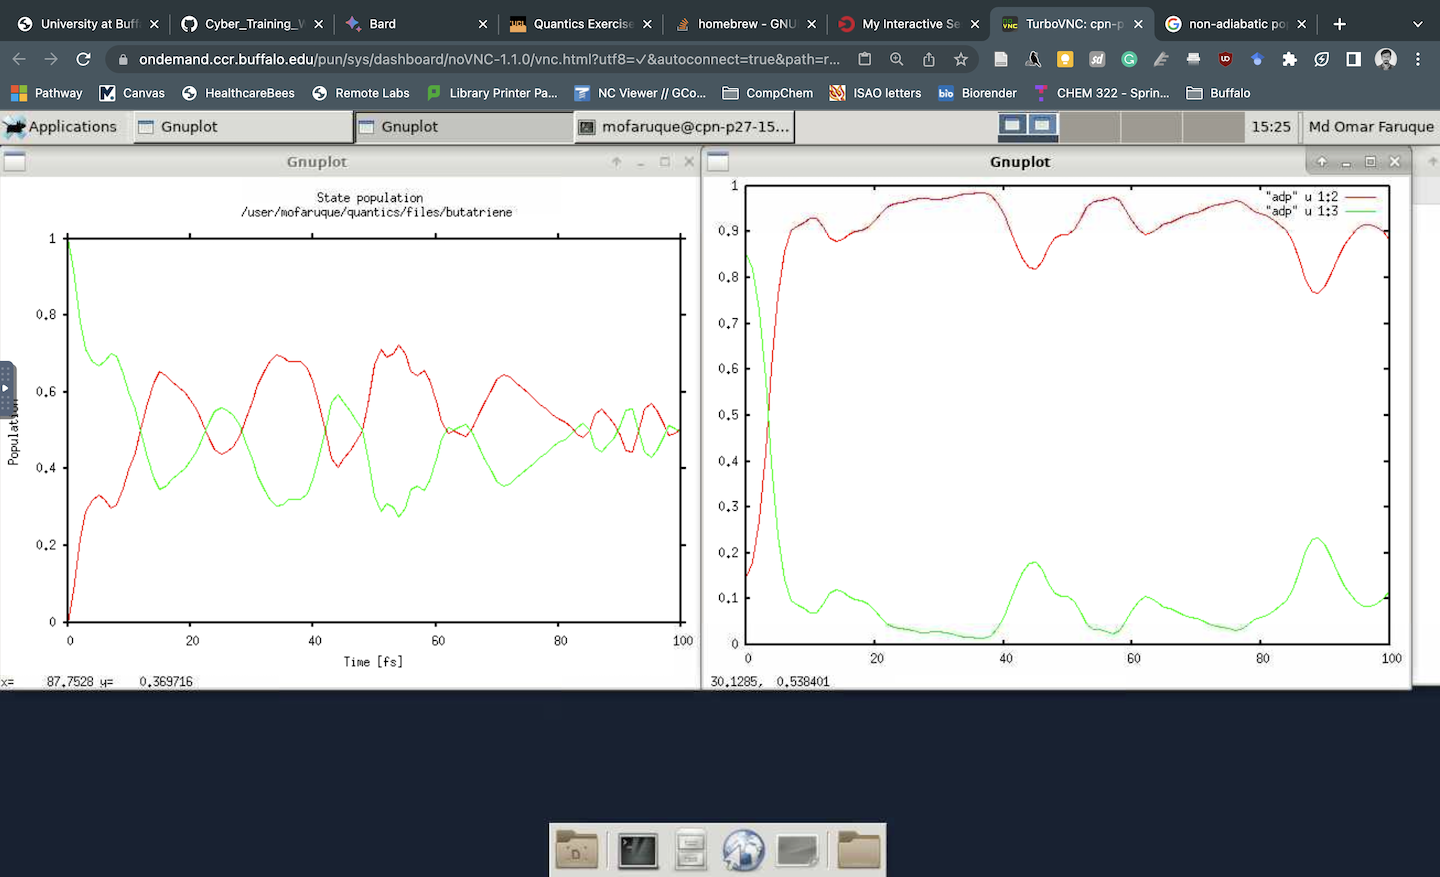 University at Buff
Cyber_Training_V
Bard
Quantics Exercise
homebrew - GNU
My Interactive Se
TurboVNC: cpn-p
non-adiabatic po
ondemand.ccr.buffalo.edu/pun/sys/dashboard/noVNC-1.1.0/vnc.html?utf8=✓&autoconnect=true&path=r...
Pathway
Canvas
HealthcareBees
Remote Labs
Library Printer Pa...
NC Viewer // GCo...
CompChem
ISAO letters
bio Biorender
CHEM 322 - Sprin...
Buffalo
Applications
Gnuplot
Gnuplot
mofaruque@cpn-p27-15...
15:25
Md Omar Faruque
Gnuplot
State population
/user/mofaruque/quantics/files/butatriene
1
0.8
0.6
0.4
0.2
0
Population
0 20 40 60 80 100
Time [fs]
x= 87.7528 y= 0.369716
Gnuplot
"adp" u 1:2
"adp" u 1:3
1
0.9
0.8
0.7
0.6
0.5
0.4
0.3
0.2
0.1
0
0 20 40 60 80 100
30.1285, 0.538401